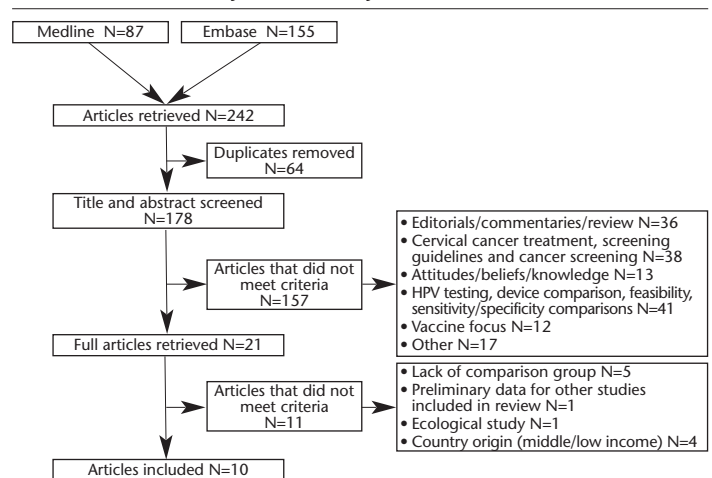 Medline N=87
Embase N=155
Articles retrieved N=242
Duplicates removed
N=64
Title and abstract screened
N=178
Articles that did not
meet criteria
N=157
• Editorials/commentaries/review N=36
• Cervical cancer treatment, screening
guidelines and cancer screening N=38
• Attitudes/beliefs/knowledge N=13
• HPV testing, device comparison, feasibility,
sensitivity/specificity comparisons N=41
• Vaccine focus N=12
• Other N=17
Full articles retrieved N=21
Articles that did not
meet criteria
N=11
• Lack of comparison group N=5
• Preliminary data for other studies
included in review N=1
• Ecological study N=1
• Country origin (middle/low income) N=4
Articles included N=10